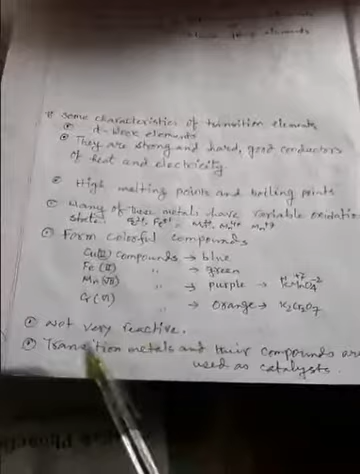 Some characteristics of transition elements
d-block elements
They are strong and hard, good conductors
of heat and electricity.
High melting points and boiling points
Many of these metals have variable oxidation
states.
Form colorful compounds
Cu(II) compounds → blue
Fe (II) " → green
Mn(VII) " → purple →
Cr (VI) " → orange → K2Cr2O7
Not very reactive.
Transition metals and their compounds are
used as catalysts.